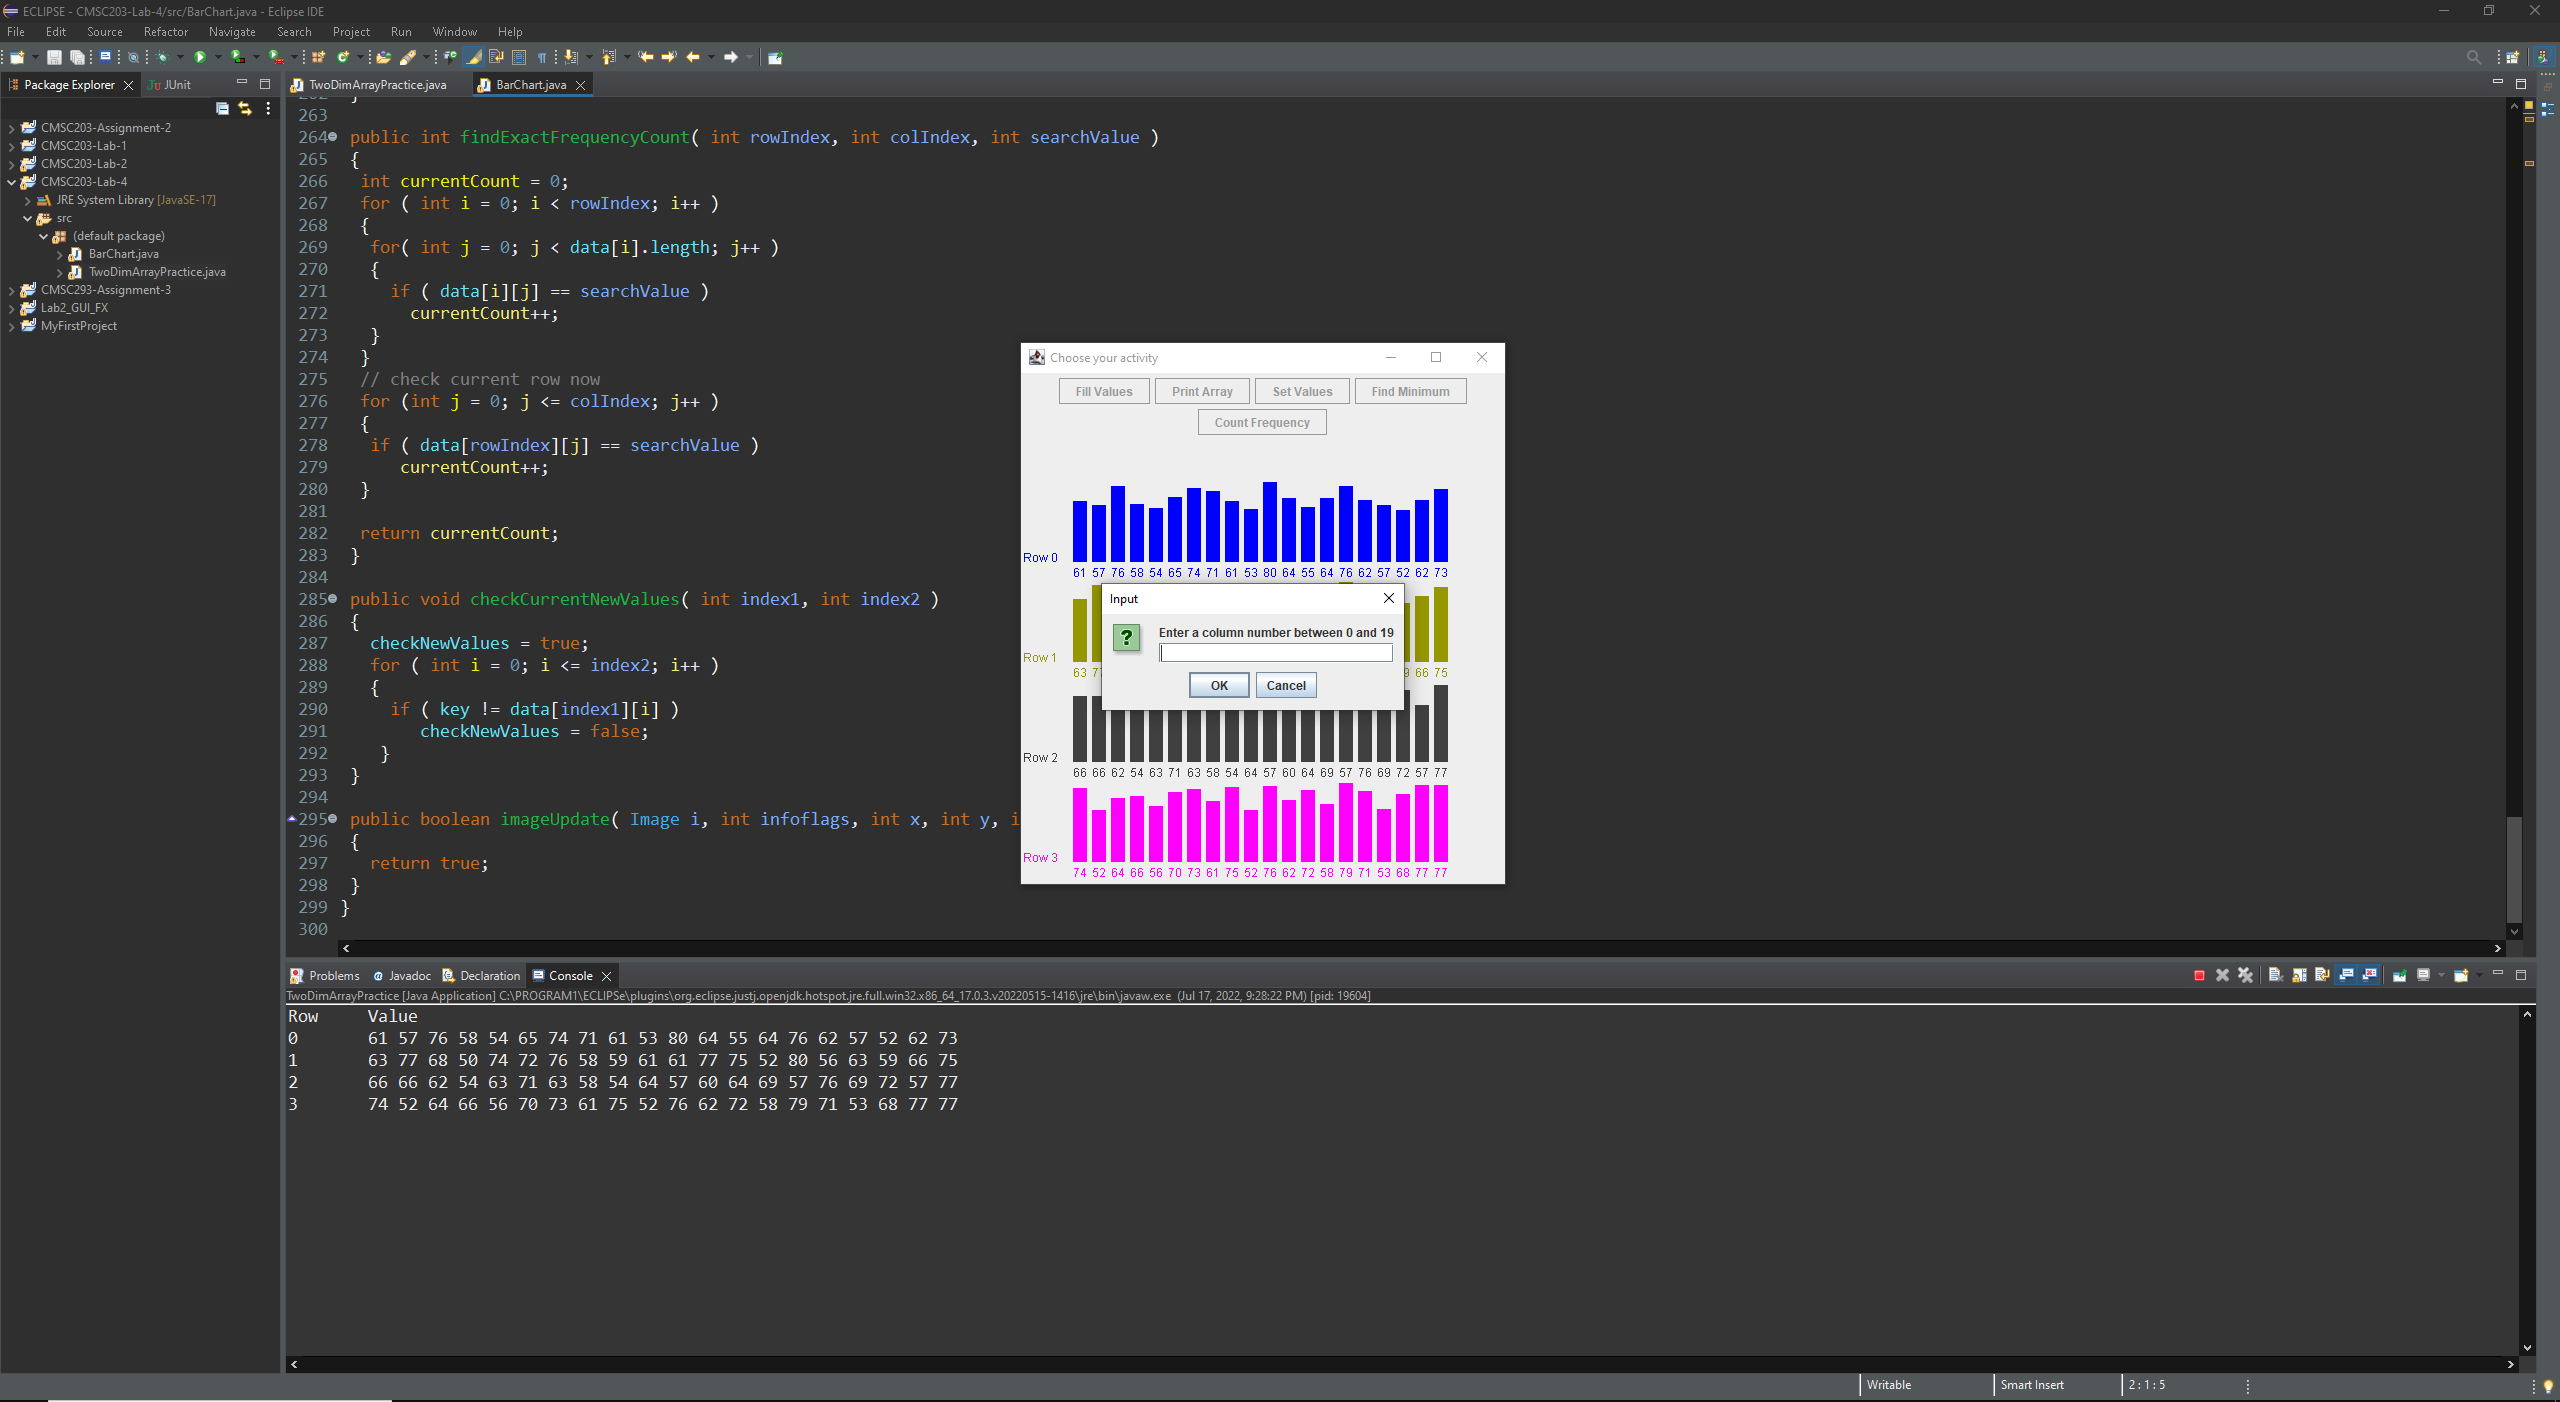 ECLIPSE - CMSC203-Lab-4/src/BarChart.java - Eclipse IDE
File Edit Source Refactor Navigate Search Project Run Window Help
Package Explorer
JUnit
CMSC203-Assignment-2
CMSC203-Lab-1
CMSC203-Lab-2
CMSC203-Lab-4
JRE System Library [JavaSE-17]
src
(default package)
BarChart.java
TwoDimArrayPractice.java
CMSC293-Assignment-3
Lab2_GUI_FX
MyFirstProject
TwoDimArrayPractice.java BarChart.java
263
264 public int findExactFrequencyCount( int rowIndex, int colIndex, int searchValue )
265 {
266 int currentCount = 0;
267 for ( int i = 0; i < rowIndex; i++ )
268 {
269 for( int j = 0; j < data[i].length; j++ )
270 {
271 if ( data[i][j] == searchValue )
272 currentCount++;
273 }
274 }
275 // check current row now
276 for (int j = 0; j <= colIndex; j++ )
277 {
278 if ( data[rowIndex][j] == searchValue )
279 currentCount++;
280 }
281
282 return currentCount;
283 }
284
285 public void checkCurrentNewValues( int index1, int index2 )
286 {
287 checkNewValues = true;
288 for ( int i = 0; i <= index2; i++ )
289 {
290 if ( key != data[index1][i] )
291 checkNewValues = false;
292 }
293 }
294
295 public boolean imageUpdate( Image i, int infoflags, int x, int y, i
296 {
297 return true;
298 }
299 }
300
Choose your activity
Fill Values Print Array Set Values Find Minimum
Count Frequency
Row 0
61 57 76 58 54 65 74 71 61 53 80 64 55 64 76 62 57 52 62 73
Input
Enter a column number between 0 and 19
OK Cancel
Row 1
63 7 9 66 75
Row 2
66 66 62 54 63 71 63 58 54 64 57 60 64 69 57 76 69 72 57 77
Row 3
74 52 64 66 56 70 73 61 75 52 76 62 72 58 79 71 53 68 77 77
Problems Javadoc Declaration Console
TwoDimArrayPractice [Java Application] C:\PROGRAM1\ECLIPSe\plugins\org.eclipse.justj.openjdk.hotspot.jre.full.win32.x86_64_17.0.3.v20220515-1416\jre\bin\javaw.exe (Jul 17, 2022, 9:28:22 PM) [pid: 19604]
Row Value
0 61 57 76 58 54 65 74 71 61 53 80 64 55 64 76 62 57 52 62 73
1 63 77 68 50 74 72 76 58 59 61 61 77 75 52 80 56 63 59 66 75
2 66 66 62 54 63 71 63 58 54 64 57 60 64 69 57 76 69 72 57 77
3 74 52 64 66 56 70 73 61 75 52 76 62 72 58 79 71 53 68 77 77
Writable Smart Insert 2 : 1 : 5